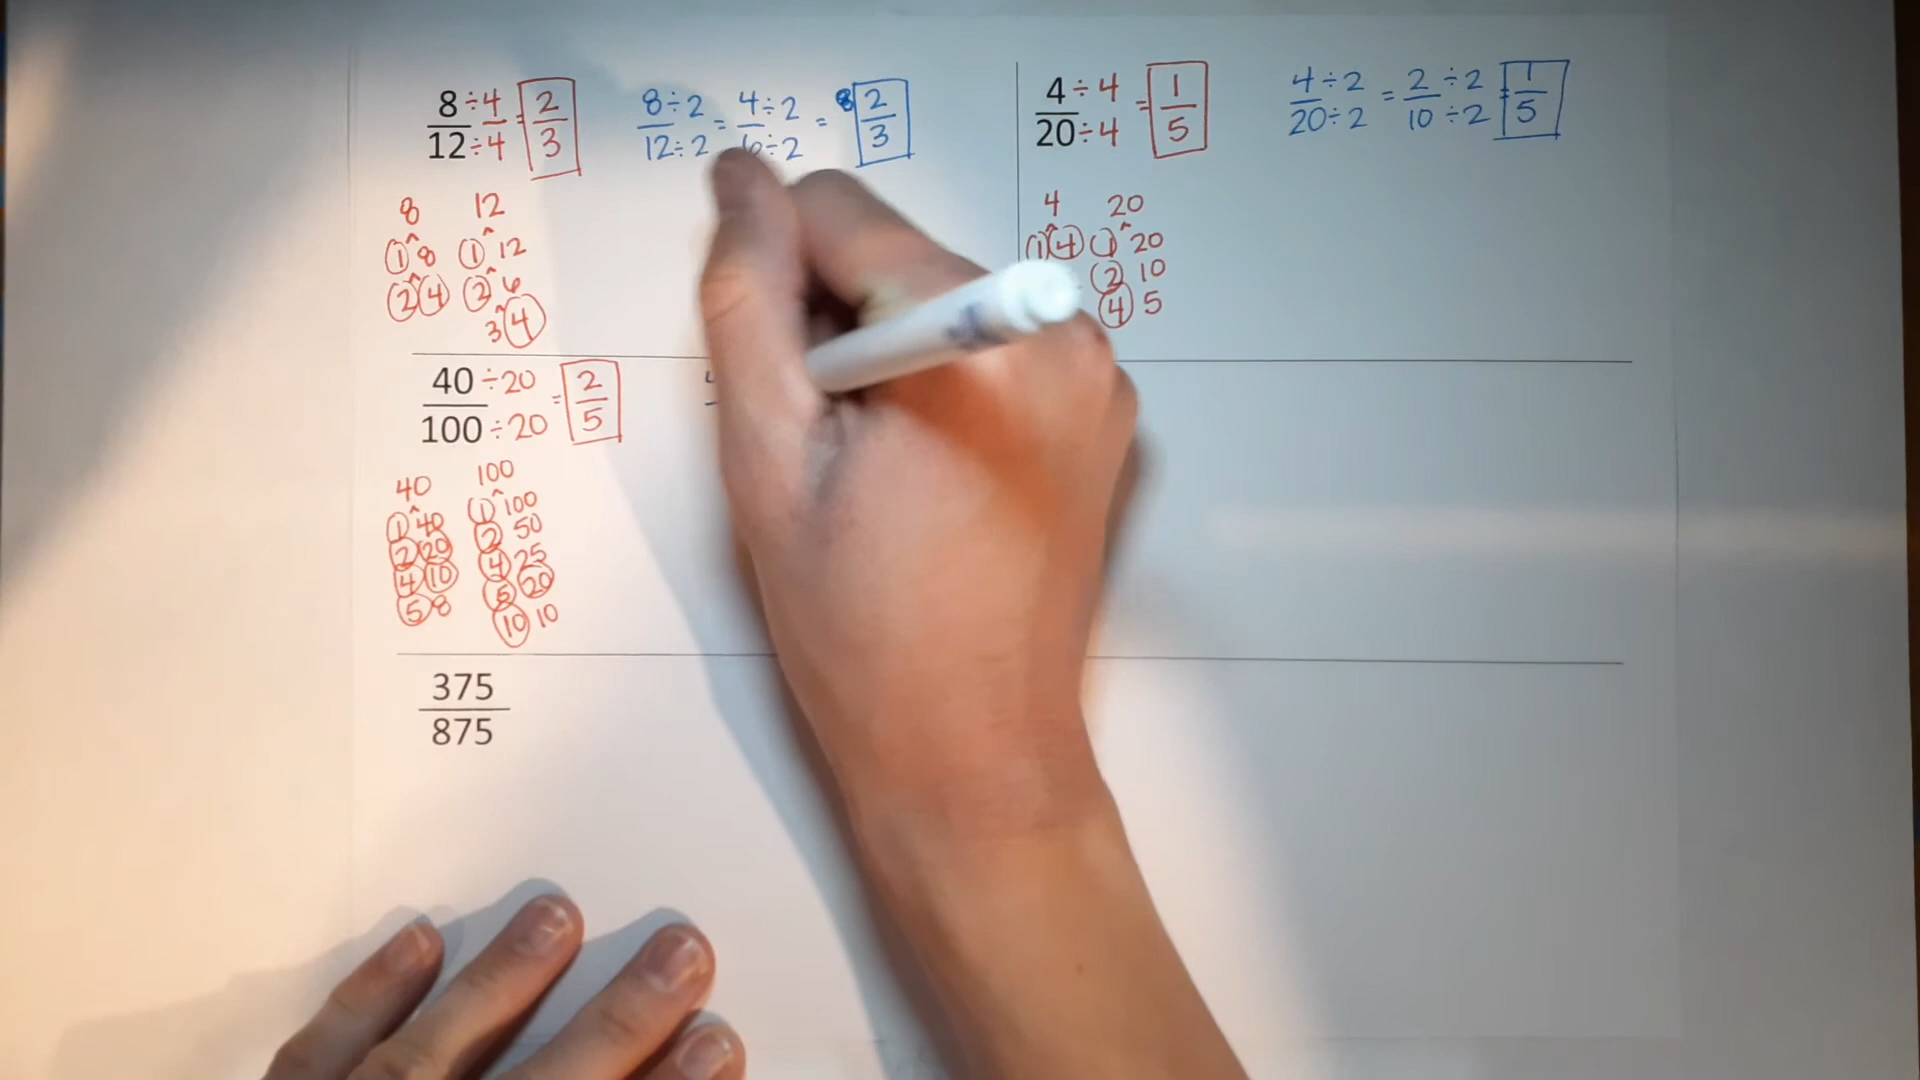 8 ÷4 = 2
12 ÷4 3
8 12
1 8 1 12
2 4 2 6
3 4
8 ÷ 2 = 4 ÷ 2 = 2
12 ÷ 2 6 ÷ 2 3
4 ÷ 4 = 1
20 ÷ 4 5
4 20
1 4 1 20
2 10
4 5
4 ÷ 2 = 2 ÷ 2 = 1
20 ÷ 2 10 ÷ 2 5
40 ÷20 = 2
100 ÷20 5
40 100
1 40 1 100
2 20 2 50
4 10 4 25
5 8 5 20
10 10
375
875